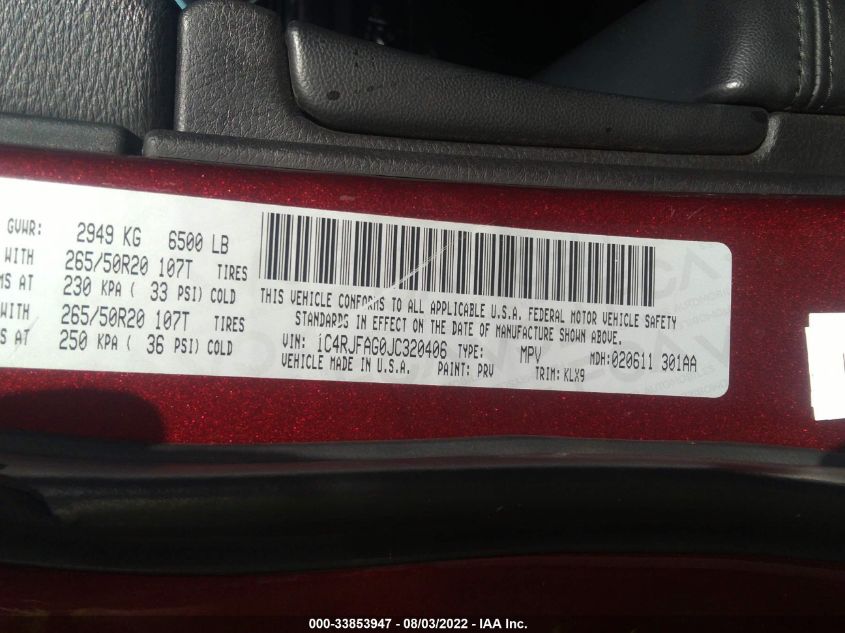 GVWR: 2949 KG 6500 LB
WITH 265/50R20 107T TIRES
MS AT 230 KPA ( 33 PSI) COLD
WITH 265/50R20 107T TIRES
MS AT 250 KPA ( 36 PSI) COLD
THIS VEHICLE CONFORMS TO ALL APPLICABLE U.S.A. FEDERAL MOTOR VEHICLE SAFETY
STANDARDS IN EFFECT ON THE DATE OF MANUFACTURE SHOWN ABOVE.
VIN: 1C4RJFAG0JC320406 TYPE: MPV MDH:020611 301AA
VEHICLE MADE IN U.S.A. PAINT: PRV TRIM:KLX9
000-33853947 - 08/03/2022 - IAA Inc.